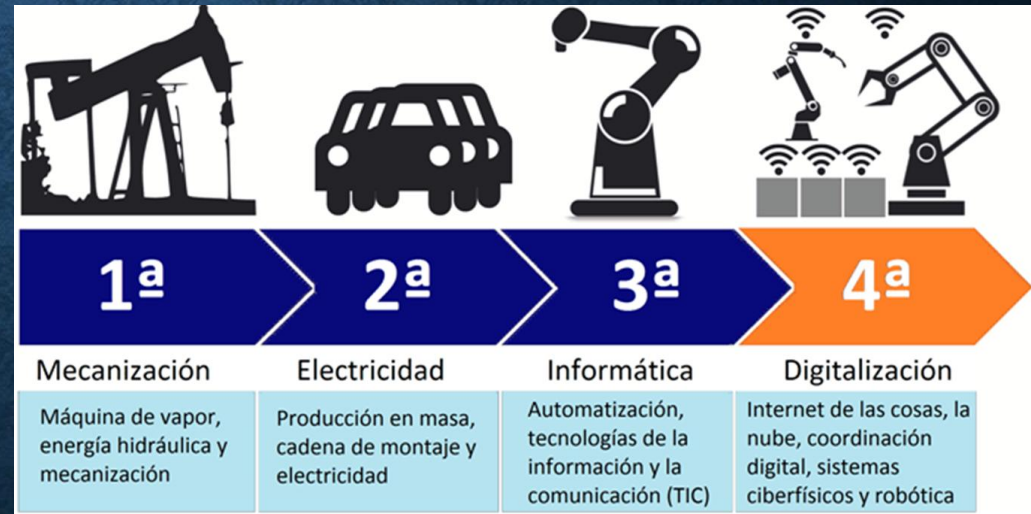 1ª
2ª
3ª
4ª
Mecanización
Electricidad
Informática
Digitalización
Máquina de vapor,
energía hidráulica y
mecanización
Producción en masa,
cadena de montaje y
electricidad
Automatización,
tecnologías de la
información y la
comunicación (TIC)
Internet de las cosas, la
nube, coordinación
digital, sistemas
ciberfísicos y robótica